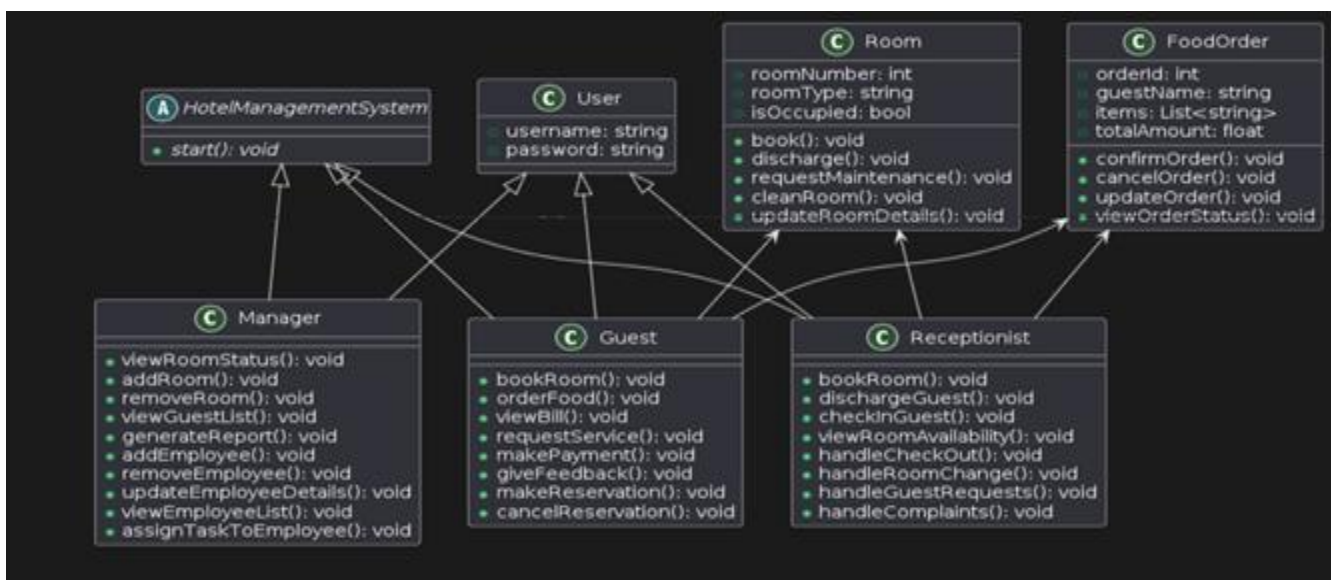 C Room
roomNumber: int
roomType: string
isOccupied: bool
book(): void
discharge(): void
requestMaintenance(): void
cleanRoom(): void
updateRoomDetails(): void
C FoodOrder
orderId: int
guestName: string
items: List<string>
totalAmount: float
confirmOrder(): void
cancelOrder(): void
updateOrder(): void
viewOrderStatus(): void
A HotelManagementSystem
start(): void
C User
username: string
password: string
C Manager
viewRoomStatus(): void
addRoom(): void
removeRoom(): void
viewGuestList(): void
generateReport(): void
addEmployee(): void
removeEmployee(): void
updateEmployeeDetails(): void
viewEmployeeList(): void
assignTaskToEmployee(): void
C Guest
bookRoom(): void
orderFood(): void
viewBill(): void
requestService(): void
makePayment(): void
giveFeedback(): void
makeReservation(): void
cancelReservation(): void
C Receptionist
bookRoom(): void
dischargeGuest(): void
checkInGuest(): void
viewRoomAvailability(): void
handleCheckOut(): void
handleRoomChange(): void
handleGuestRequests(): void
handleComplaints(): void